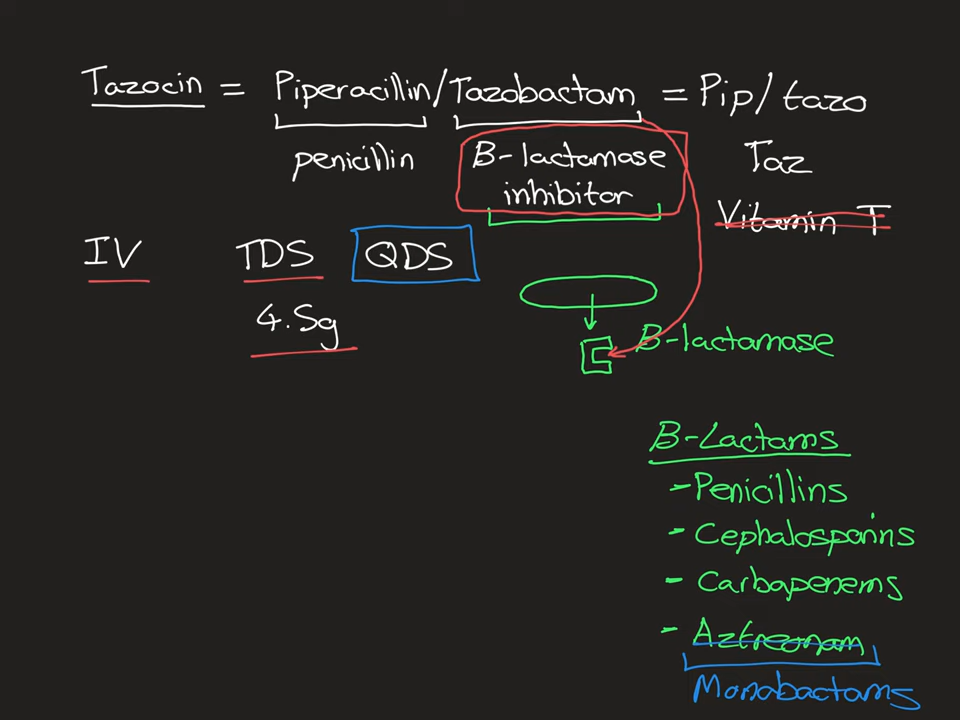 Tazocin = Piperacillin/Tazobactam = Pip/tazo
penicillin
B-lactamase
inhibitor
Taz
Vitamin T
IV TDS QDS
4.5g
B-lactamase
B-Lactams
- Penicillins
- Cephalosporins
- Carbapenems
- Aztreonam
Monobactams